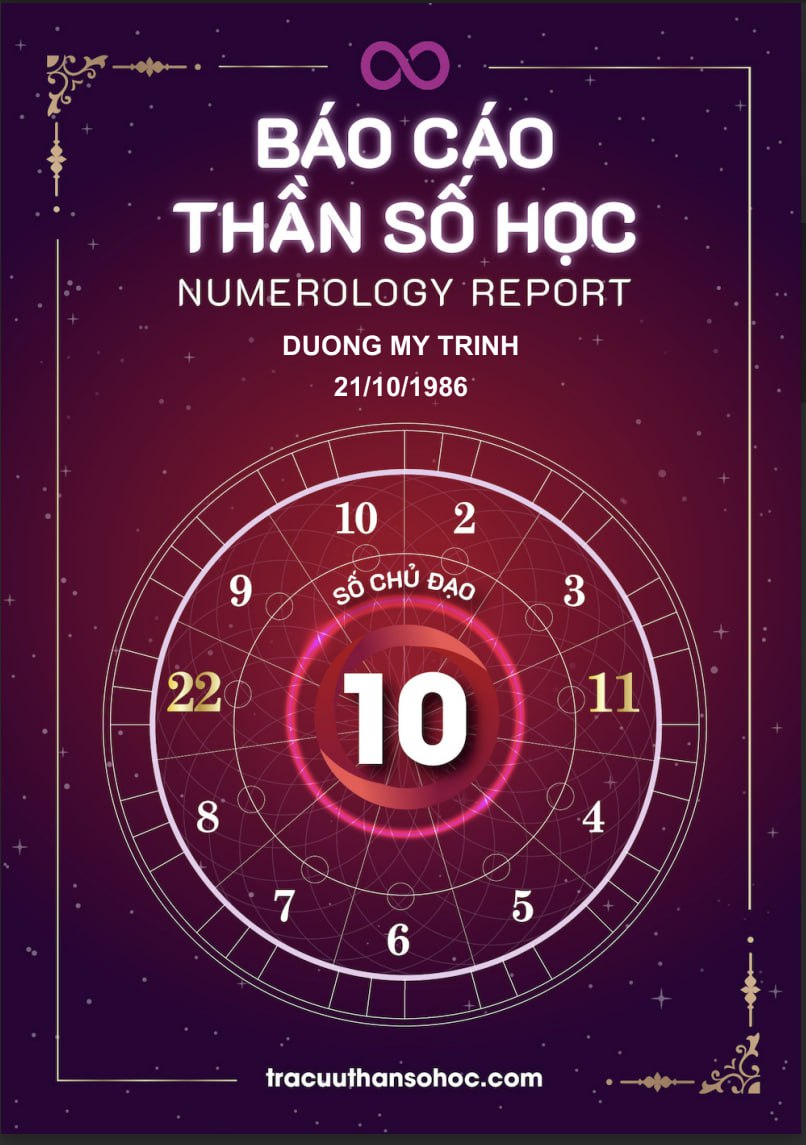 BÁO CÁO
THẦN SỐ HỌC
NUMEROLOGY REPORT
DUONG MY TRINH
21/10/1986
10 2
9 3
SỐ CHỦ ĐẠO
22 10 11
8 4
7 5
6
tracuuthansohoc.com